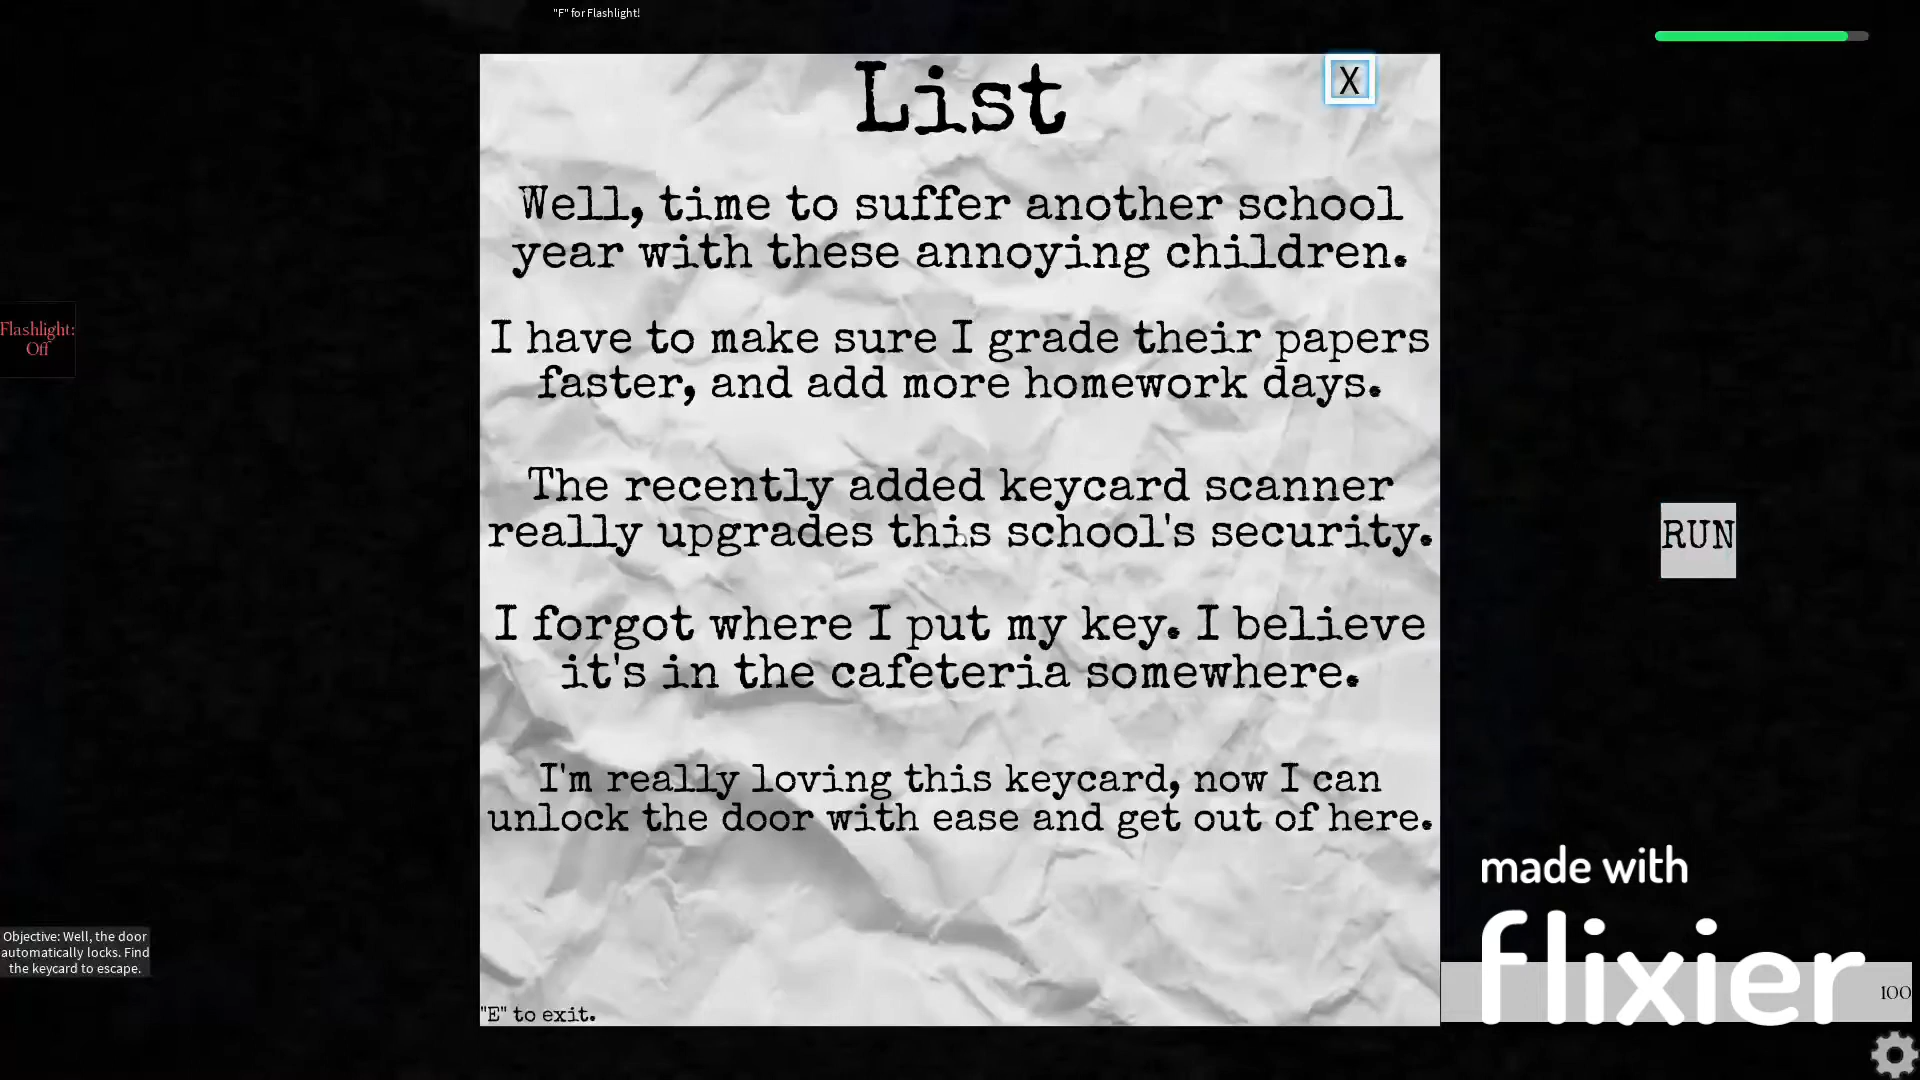 "F" for Flashlight!
List
X
Well, time to suffer another school
year with these annoying children.
I have to make sure I grade their papers
faster, and add more homework days.
Flashlight:
Off
The recently added keycard scanner
really upgrades this school's security.
RUN
I forgot where I put my key. I believe
it's in the cafeteria somewhere.
I'm really loving this keycard, now I can
unlock the door with ease and get out of here.
made with
flixier
Objective: Well, the door
automatically locks. Find
the keycard to escape.
100
"E" to exit.